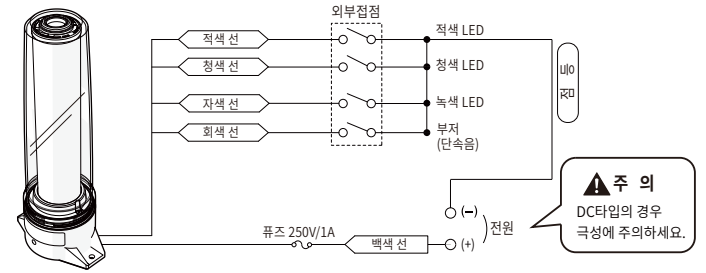 외부접점
적색 선
적색 LED
청색 선
청색 LED
자색 선
녹색 LED
회색 선
부저
(단속음)
점등
(−)
전원
(+)
퓨즈 250V/1A
백색 선
주 의
DC타입의 경우
극성에 주의하세요.